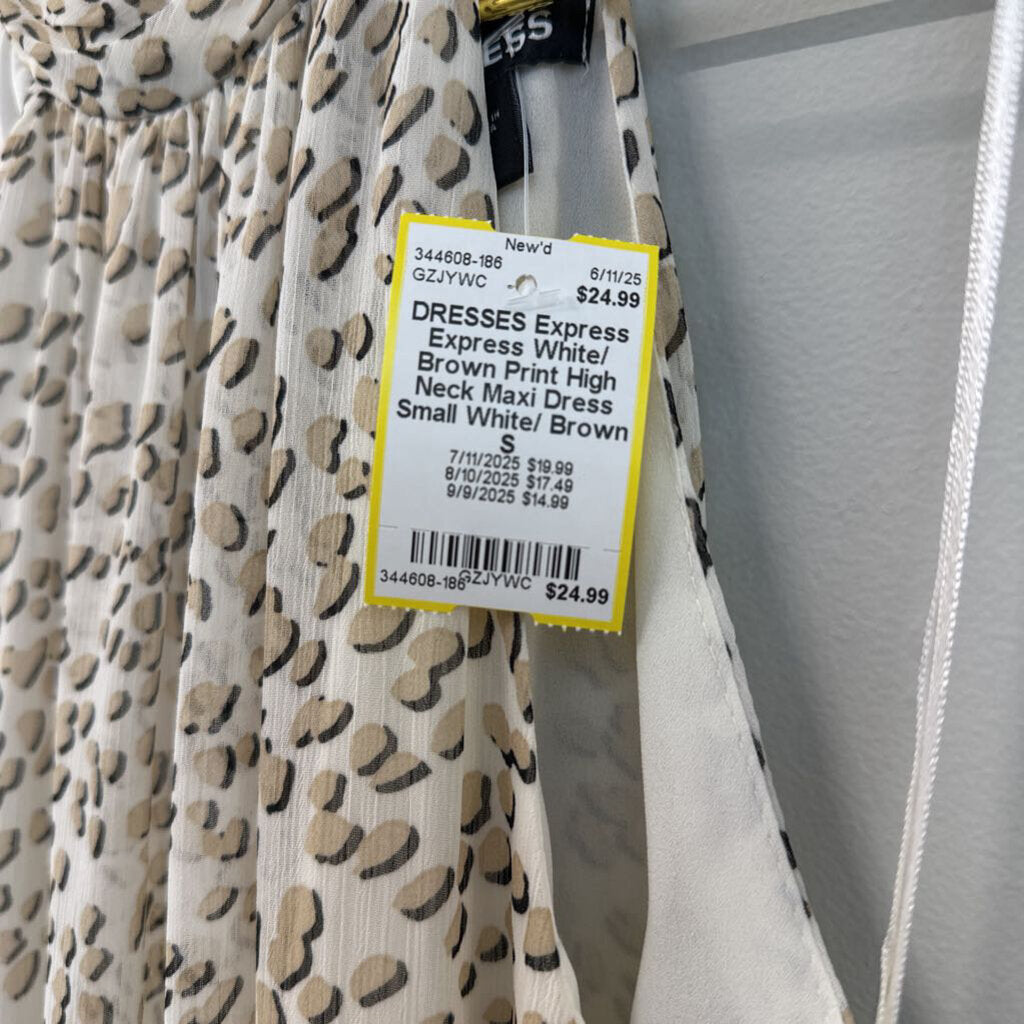 ESS
New'd
344608-186 6/11/25
GZJYWC $24.99
DRESSES Express
Express White/
Brown Print High
Neck Maxi Dress
Small White/ Brown
S
7/11/2025 $19.99
8/10/2025 $17.49
9/9/2025 $14.99
344608-186 GZJYWC $24.99